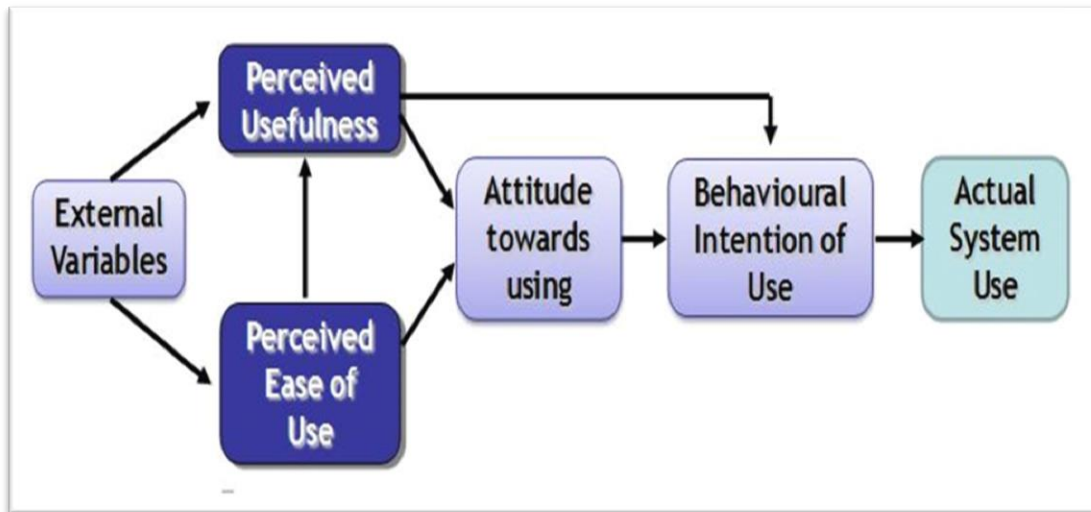 Perceived
Usefulness
External
Variables
Perceived
Ease of
Use
Attitude
towards
using
Behavioural
Intention of
Use
Actual
System
Use